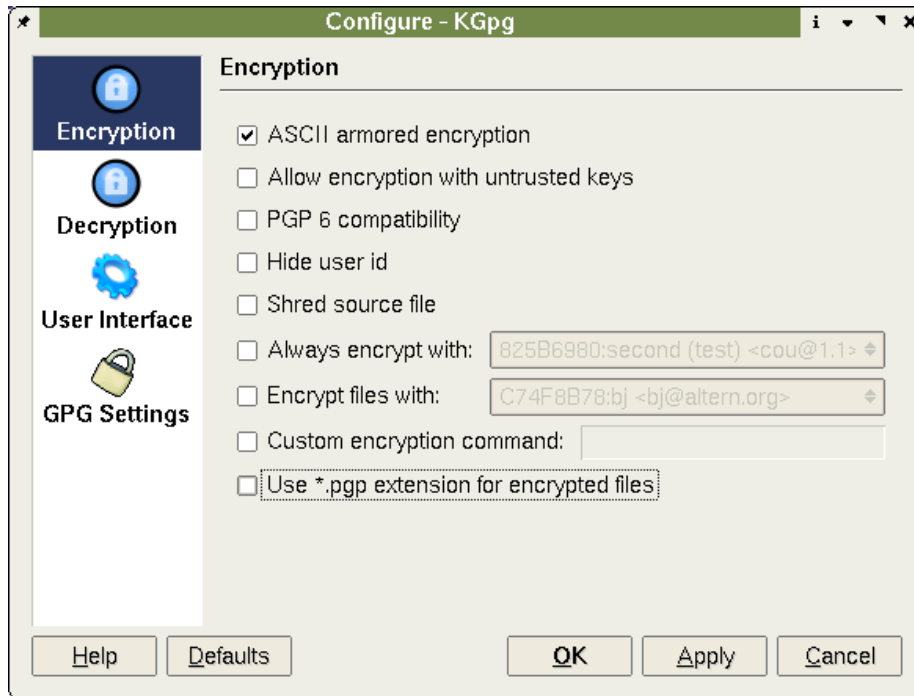 Configure - KGpg
Encryption
Decryption
User Interface
GPG Settings
Encryption
ASCII armored encryption
Allow encryption with untrusted keys
PGP 6 compatibility
Hide user id
Shred source file
Always encrypt with: 825B6980:second (test) <cou@1.1>
Encrypt files with: C74F8B78:bj <bj@altern.org>
Custom encryption command:
Use *.pgp extension for encrypted files
Help Defaults OK Apply Cancel